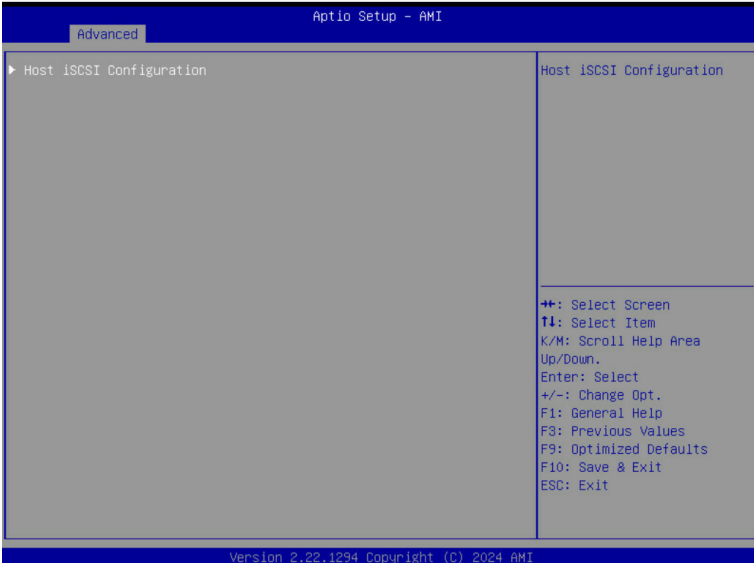 Aptio Setup – AMI
Advanced
▶ Host iSCSI Configuration
Host iSCSI Configuration
→←: Select Screen
↑↓: Select Item
K/M: Scroll Help Area
Up/Down.
Enter: Select
+/-: Change Opt.
F1: General Help
F3: Previous Values
F9: Optimized Defaults
F10: Save & Exit
ESC: Exit
Version 2.22.1294 Copyright (C) 2024 AMI